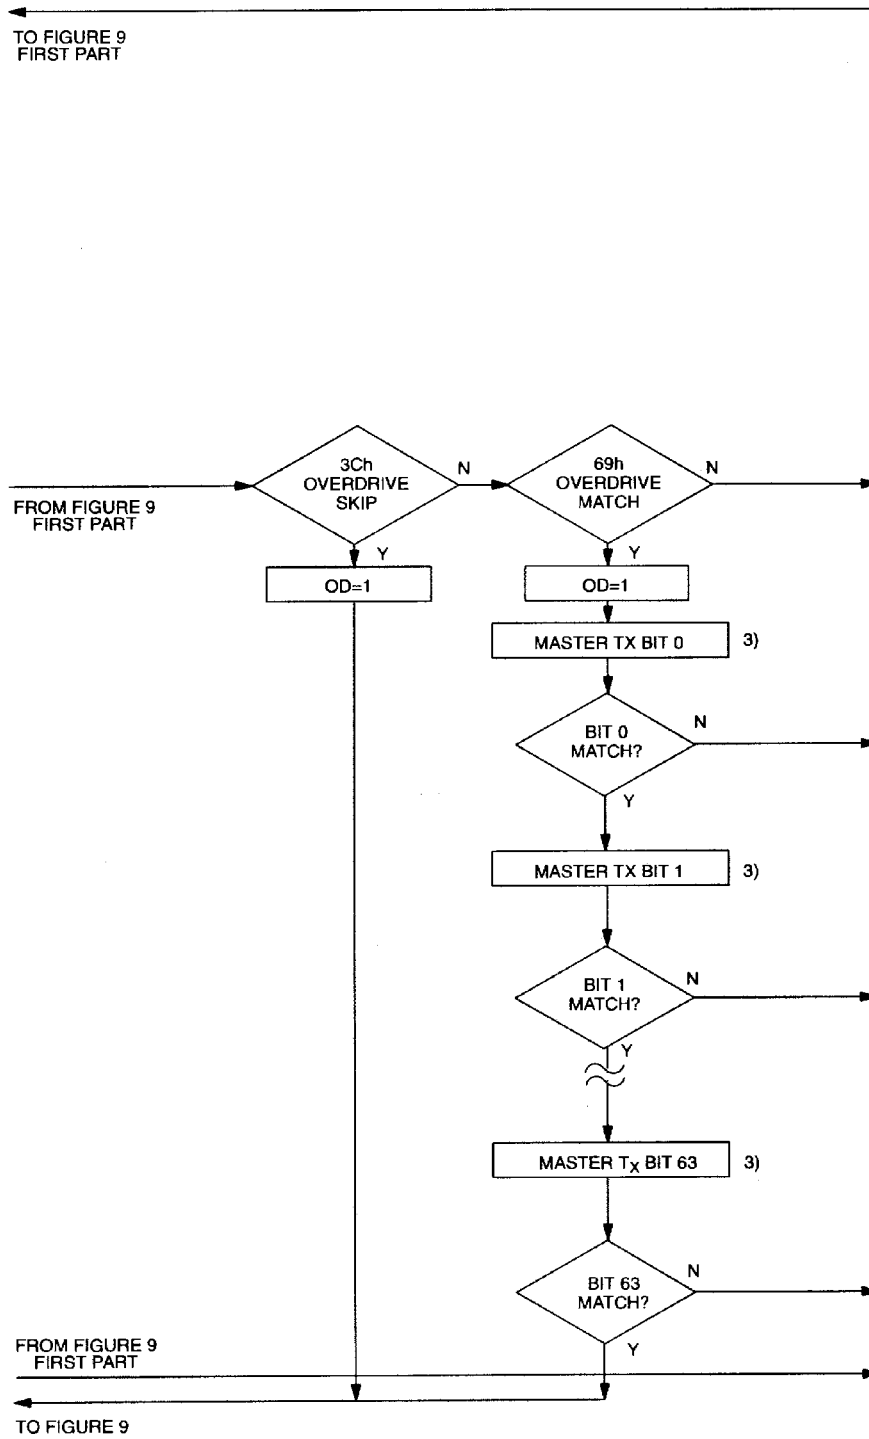 TO FIGURE 9
FIRST PART
3Ch
OVERDRIVE
SKIP
N
69h
OVERDRIVE
MATCH
N
FROM FIGURE 9
FIRST PART
Y
Y
OD=1
OD=1
MASTER TX BIT 0
3)
BIT 0
MATCH?
N
Y
MASTER TX BIT 1
3)
BIT 1
MATCH?
N
Y
MASTER TX BIT 63
3)
BIT 63
MATCH?
N
Y
FROM FIGURE 9
FIRST PART
TO FIGURE 9